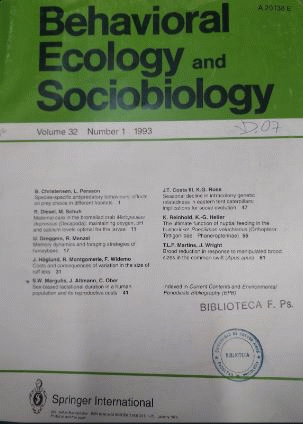 A 20138 E
Behavioral
Ecology and
Sociobiology
Volume 32 Number 1 1993
D.07
B. Christensen, L. Persson
Species-specific antipredatory behaviours: effects
on prey choice in different habitats 1
R. Diesel, M. Schuh
Maternal care in the bromeliad crab Metopaulias
depressus (Decapoda): maintaining oxygen, pH
and calcium levels optimal for the larvae 11
U. Greggers, R. Menzel
Memory dynamics and foraging strategies of
honeybees 17
J. Höglund, R. Montgomerie, F. Widemo
Costs and consequences of variation in the size of
ruff leks 31
S.W. Margulis, J. Altmann, C. Ober
Sex-biased lactational duration in a human
population and its reproductive costs 41
J.T. Costa III, K.G. Ross
Seasonal decline in intracolony genetic
relatedness in eastern tent caterpillars:
implications for social evolution 47
K. Reinhold, K.-G. Heller
The ultimate function of nuptial feeding in the
bushcricket Poecilimon veluchianus (Orthoptera:
Tettigoniidae: Phaneropterinae) 55
T.L.F. Martins, J. Wright
Brood reduction in response to manipulated brood
sizes in the common swift (Apus apus) 61
Indexed in Current Contents and Environmental
Periodicals Bibliography (EPB)
BIBLIOTECA F. Ps.
BIBLIOTECA
Springer International